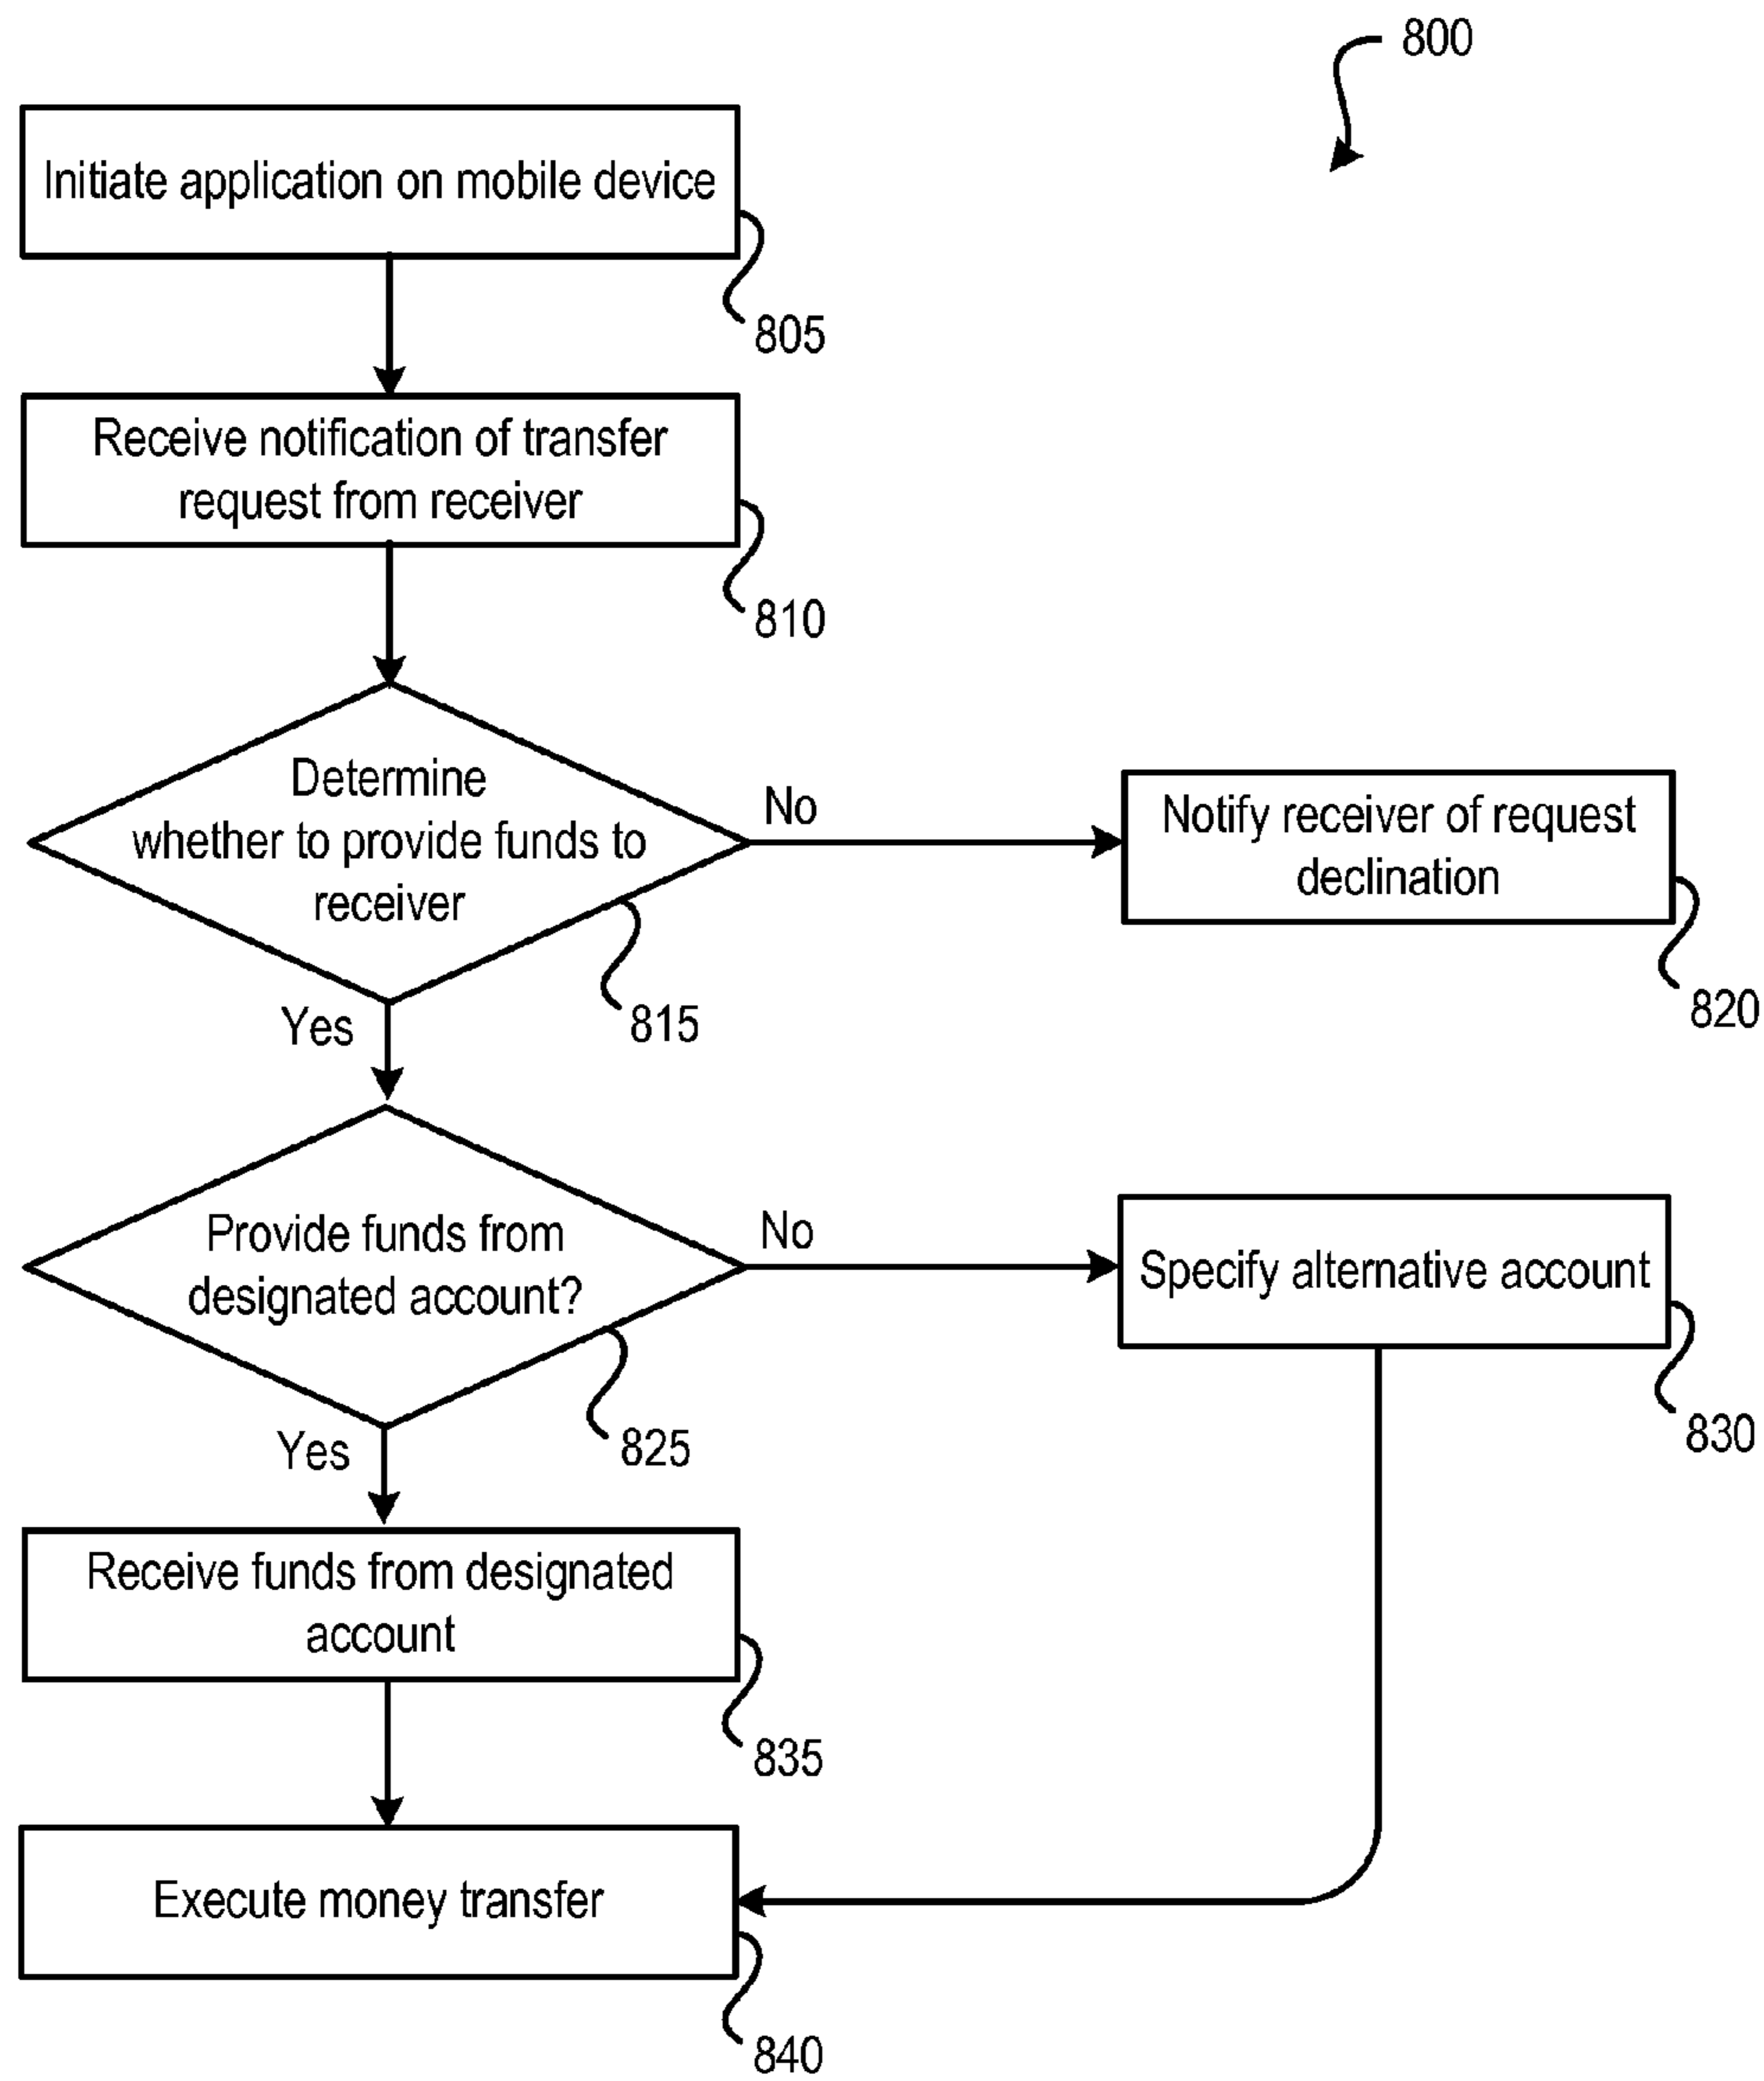 800
Initiate application on mobile device
805
Receive notification of transfer
request from receiver
810
Determine
whether to provide funds to
receiver
815
No
Notify receiver of request
declination
820
Yes
Provide funds from
designated account?
825
No
Specify alternative account
830
Yes
Receive funds from designated
account
835
Execute money transfer
840